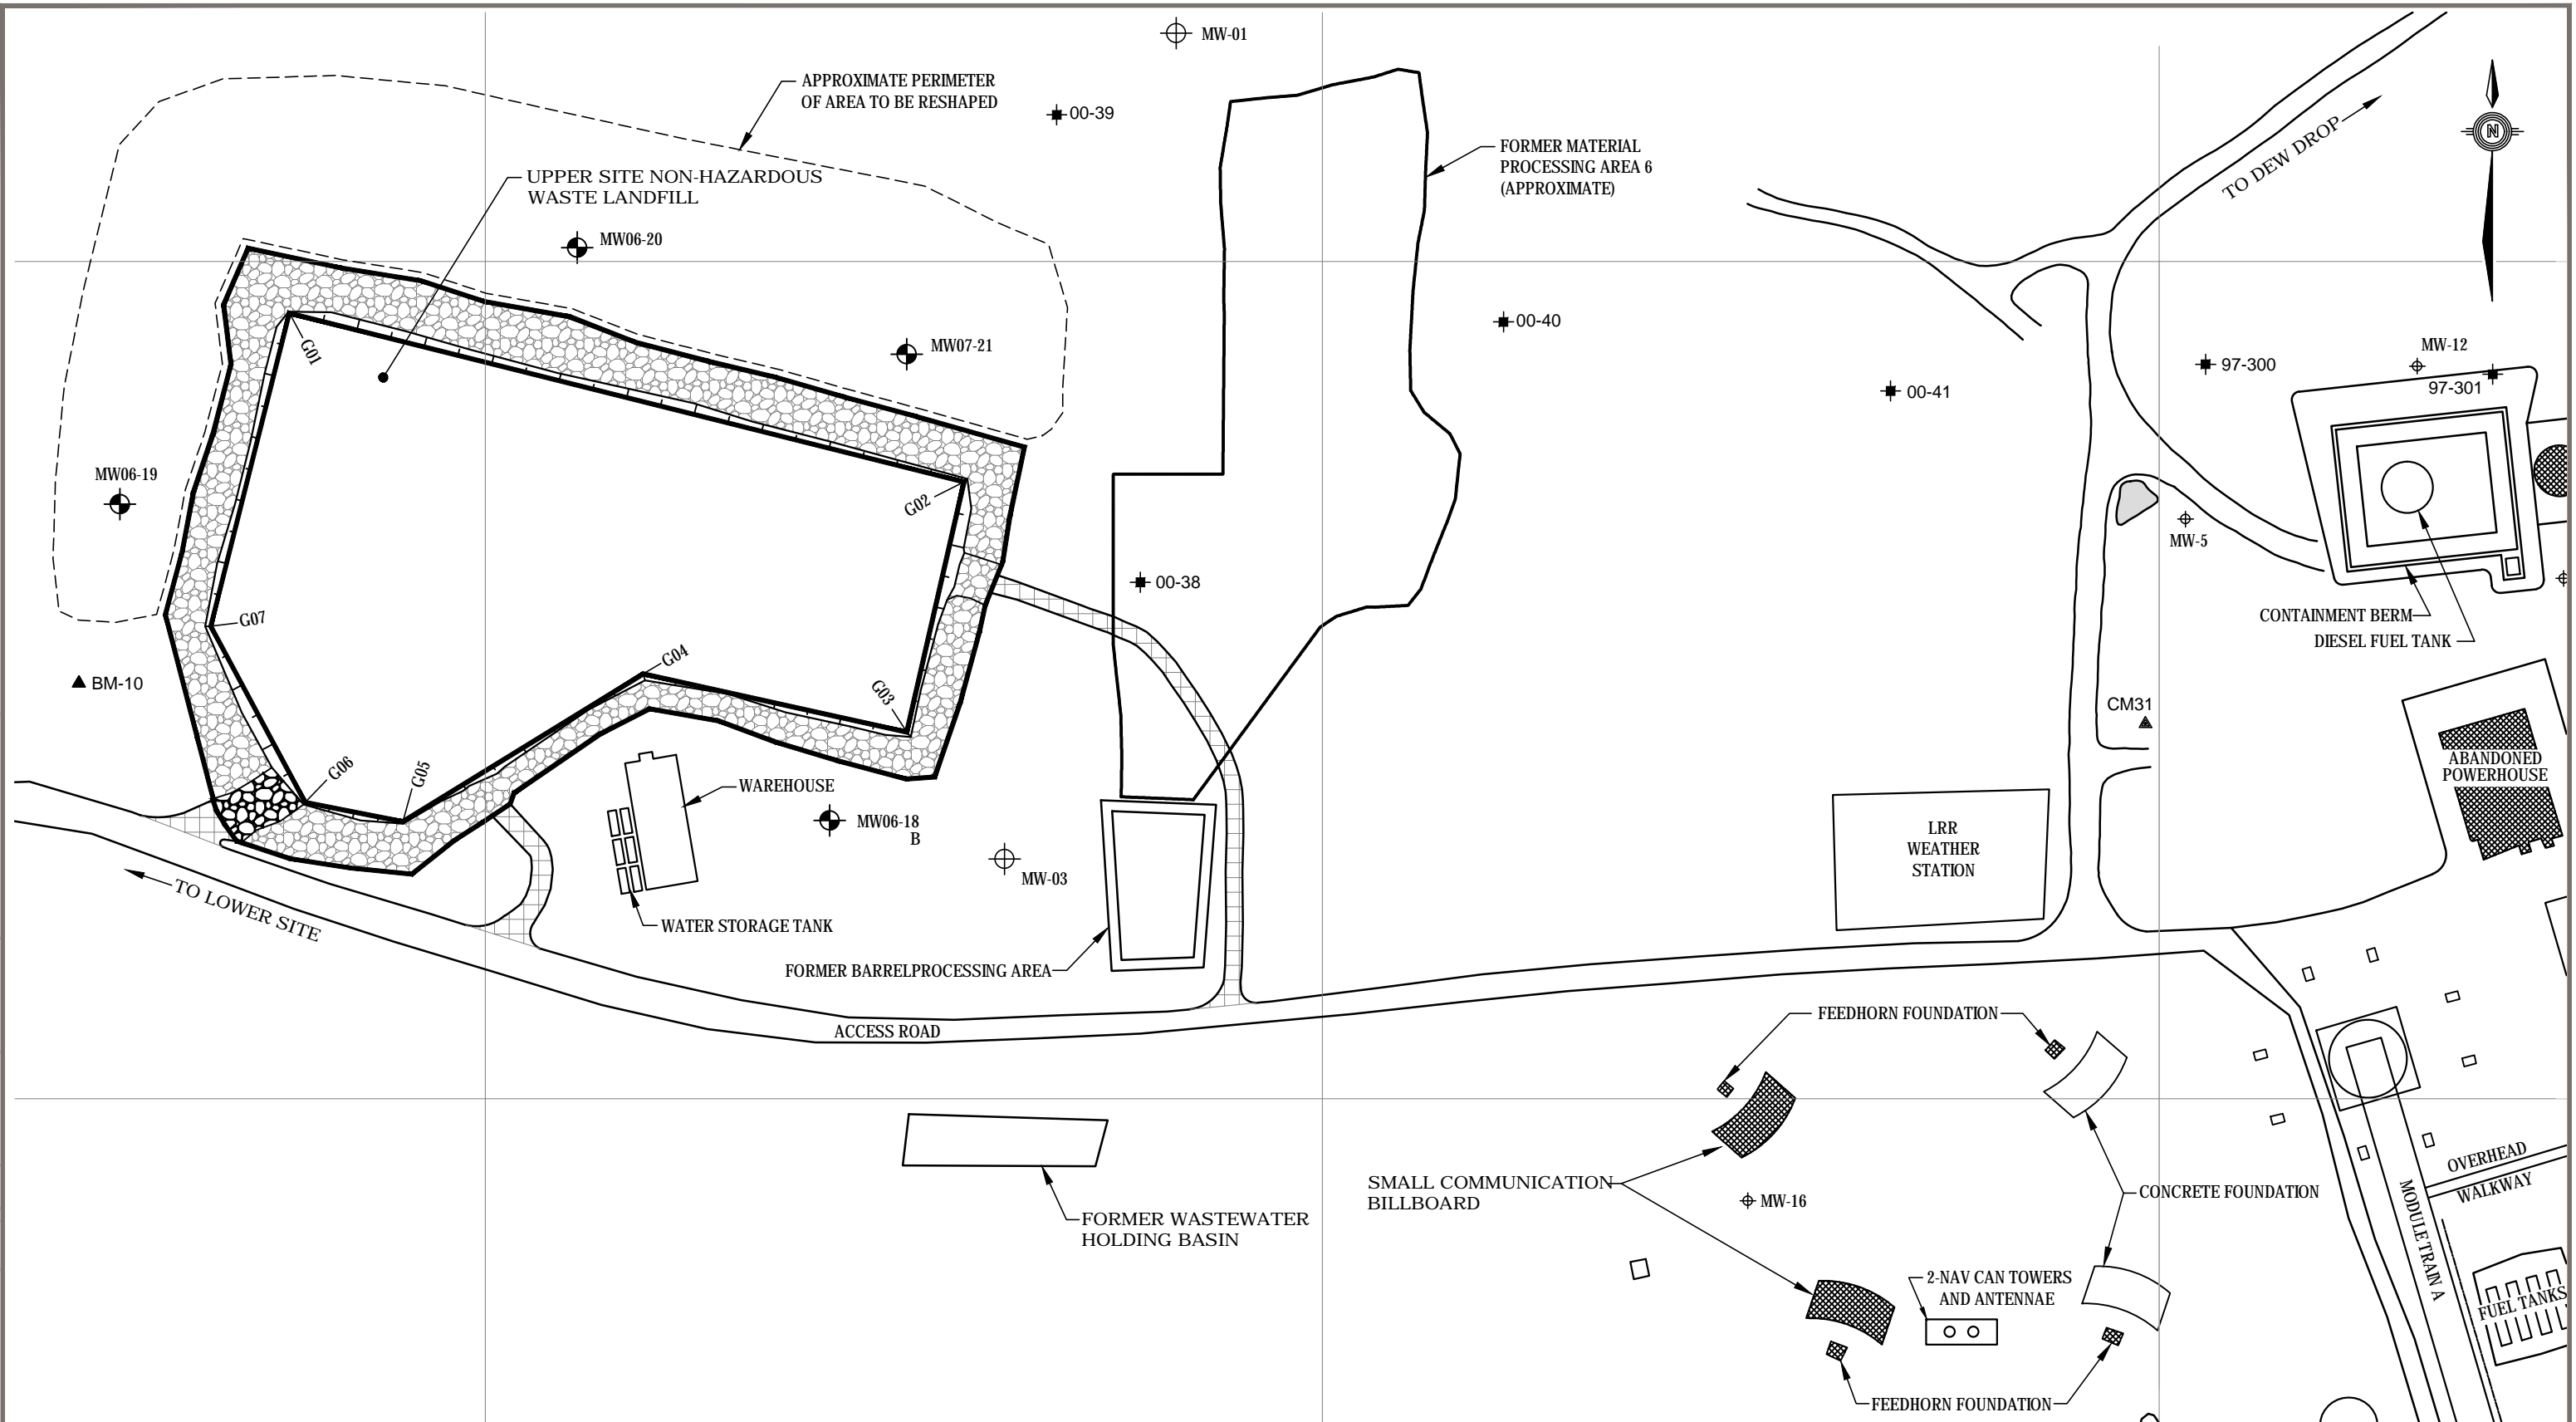 MW-01
APPROXIMATE PERIMETER
OF AREA TO BE RESHAPED
00-39
FORMER MATERIAL
PROCESSING AREA 6
(APPROXIMATE)
N
TO DEW DROP
UPPER SITE NON-HAZARDOUS
WASTE LANDFILL
MW06-20
MW07-21
G01
00-40
00-41
97-300
MW-12
97-301
MW06-19
G02
MW-5
00-38
G07
CONTAINMENT BERM
DIESEL FUEL TANK
G04
BM-10
G03
CM31
G06
G05
WAREHOUSE
ABANDONED
POWERHOUSE
MW06-18
B
LRR
WEATHER
STATION
MW-03
TO LOWER SITE
WATER STORAGE TANK
FORMER BARRELPROCESSING AREA
ACCESS ROAD
FEEDHORN FOUNDATION
SMALL COMMUNICATION
BILLBOARD
MW-16
CONCRETE FOUNDATION
OVERHEAD
WALKWAY
MODULE TRAIN A
FORMER WASTEWATER
HOLDING BASIN
2-NAV CAN TOWERS
AND ANTENNAE
FUEL TANKS
FEEDHORN FOUNDATION